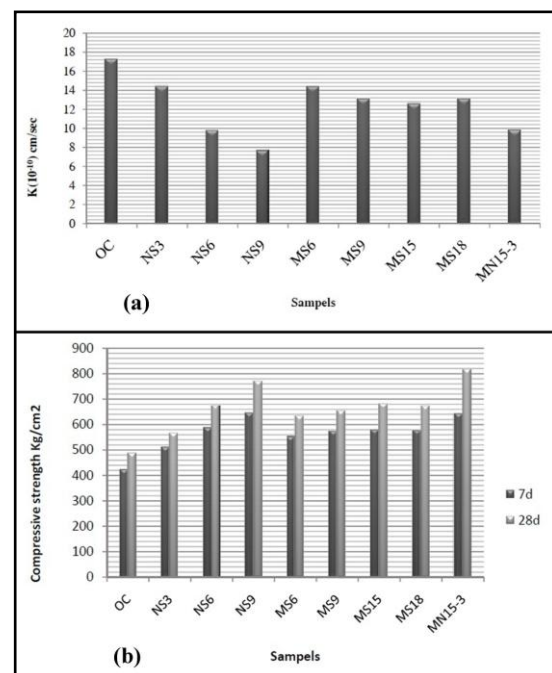 K(10⁻¹⁰) cm/sec
20
18
16
14
12
10
8
6
4
2
0
OC NS3 NS6 NS9 MS6 MS9 MS15 MS18 MN15-3
(a) Sampels
Compressive strength Kg/cm2
900
800
700
600
500
400
300
200
100
0
7d
28d
OC NS3 NS6 NS9 MS6 MS9 MS15 MS18 MN15-3
(b) Sampels